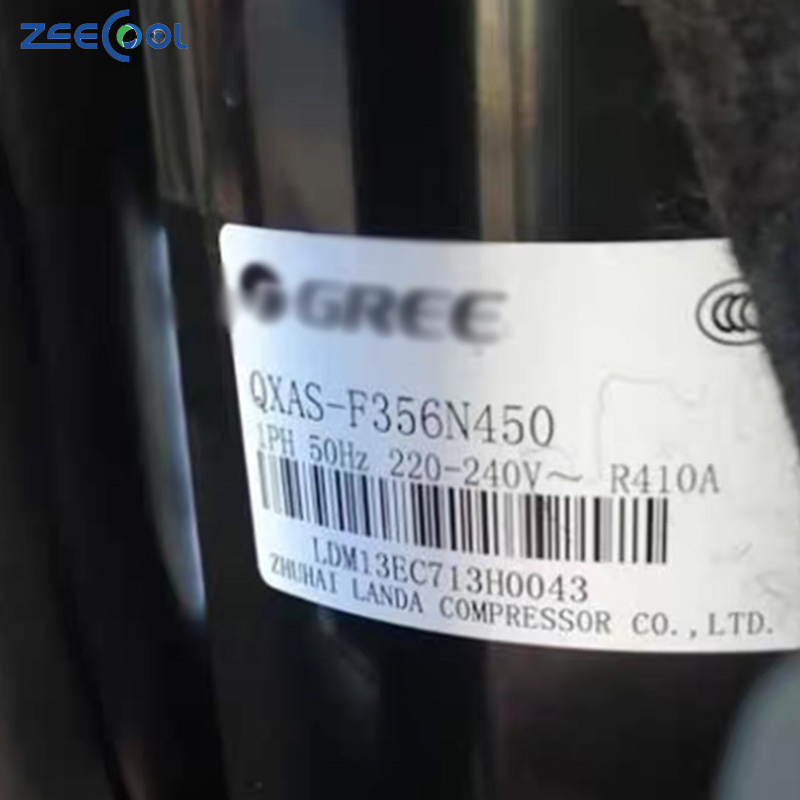 ZEECOOL
GREE
QXAS-F356N450
1PH 50Hz 220-240V～ R410A
LDM13EC713H0043
ZHUHAI LANDA COMPRESSOR CO.,LTD.